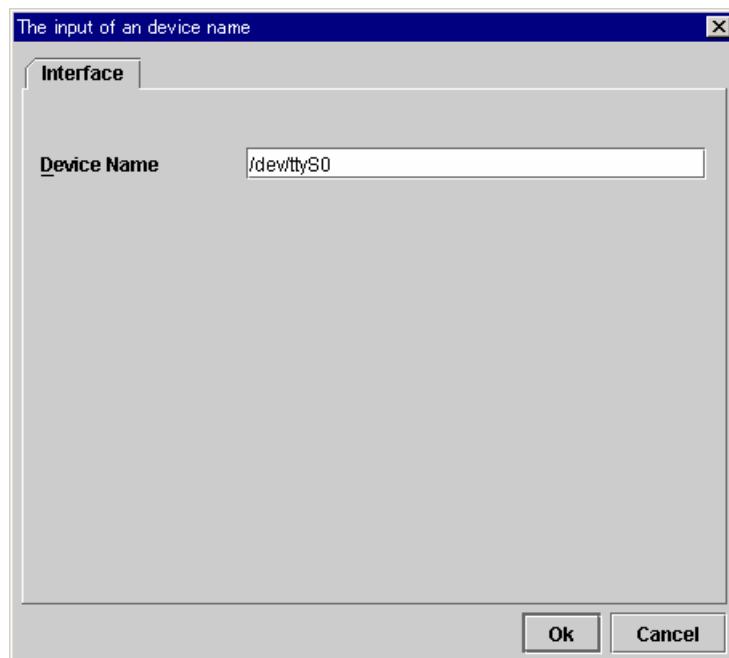 The input of an device name
Interface
Device Name
/dev/ttyS0
Ok
Cancel